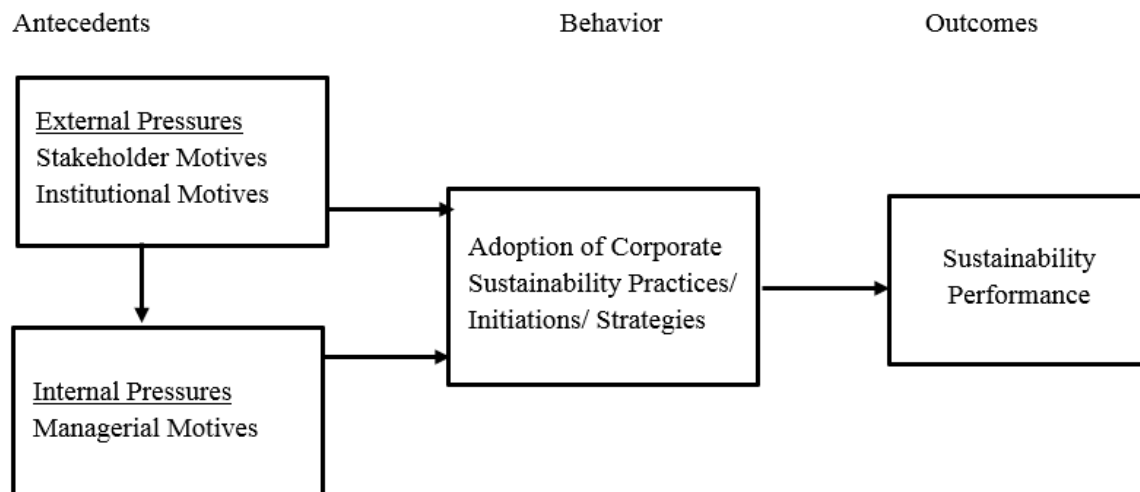 Antecedents
Behavior
Outcomes
External Pressures
Stakeholder Motives
Institutional Motives
Adoption of Corporate
Sustainability Practices/
Initiations/ Strategies
Sustainability
Performance
Internal Pressures
Managerial Motives